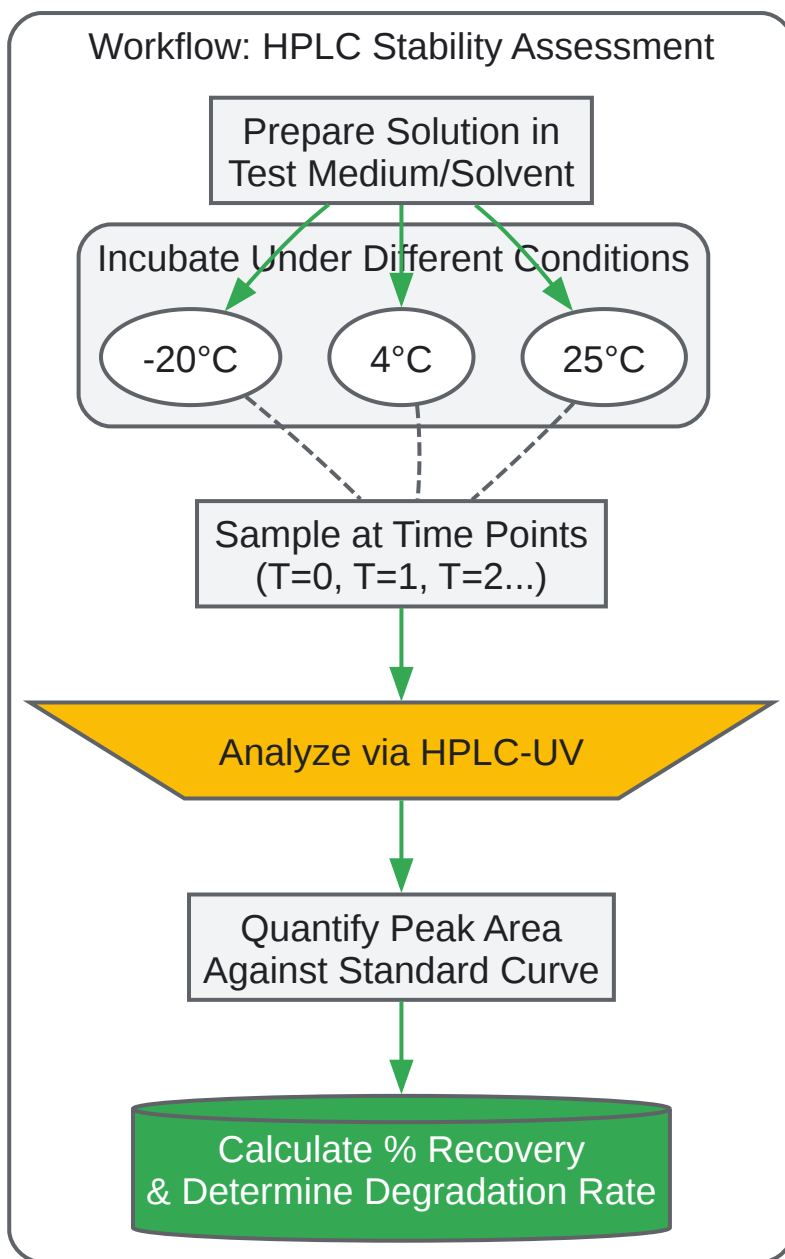 Workflow: HPLC Stability Assessment
Prepare Solution in
Test Medium/Solvent
Incubate Under Different Conditions
-20°C
4°C
25°C
Sample at Time Points
(T=0, T=1, T=2...)
Analyze via HPLC-UV
Quantify Peak Area
Against Standard Curve
Calculate % Recovery
& Determine Degradation Rate